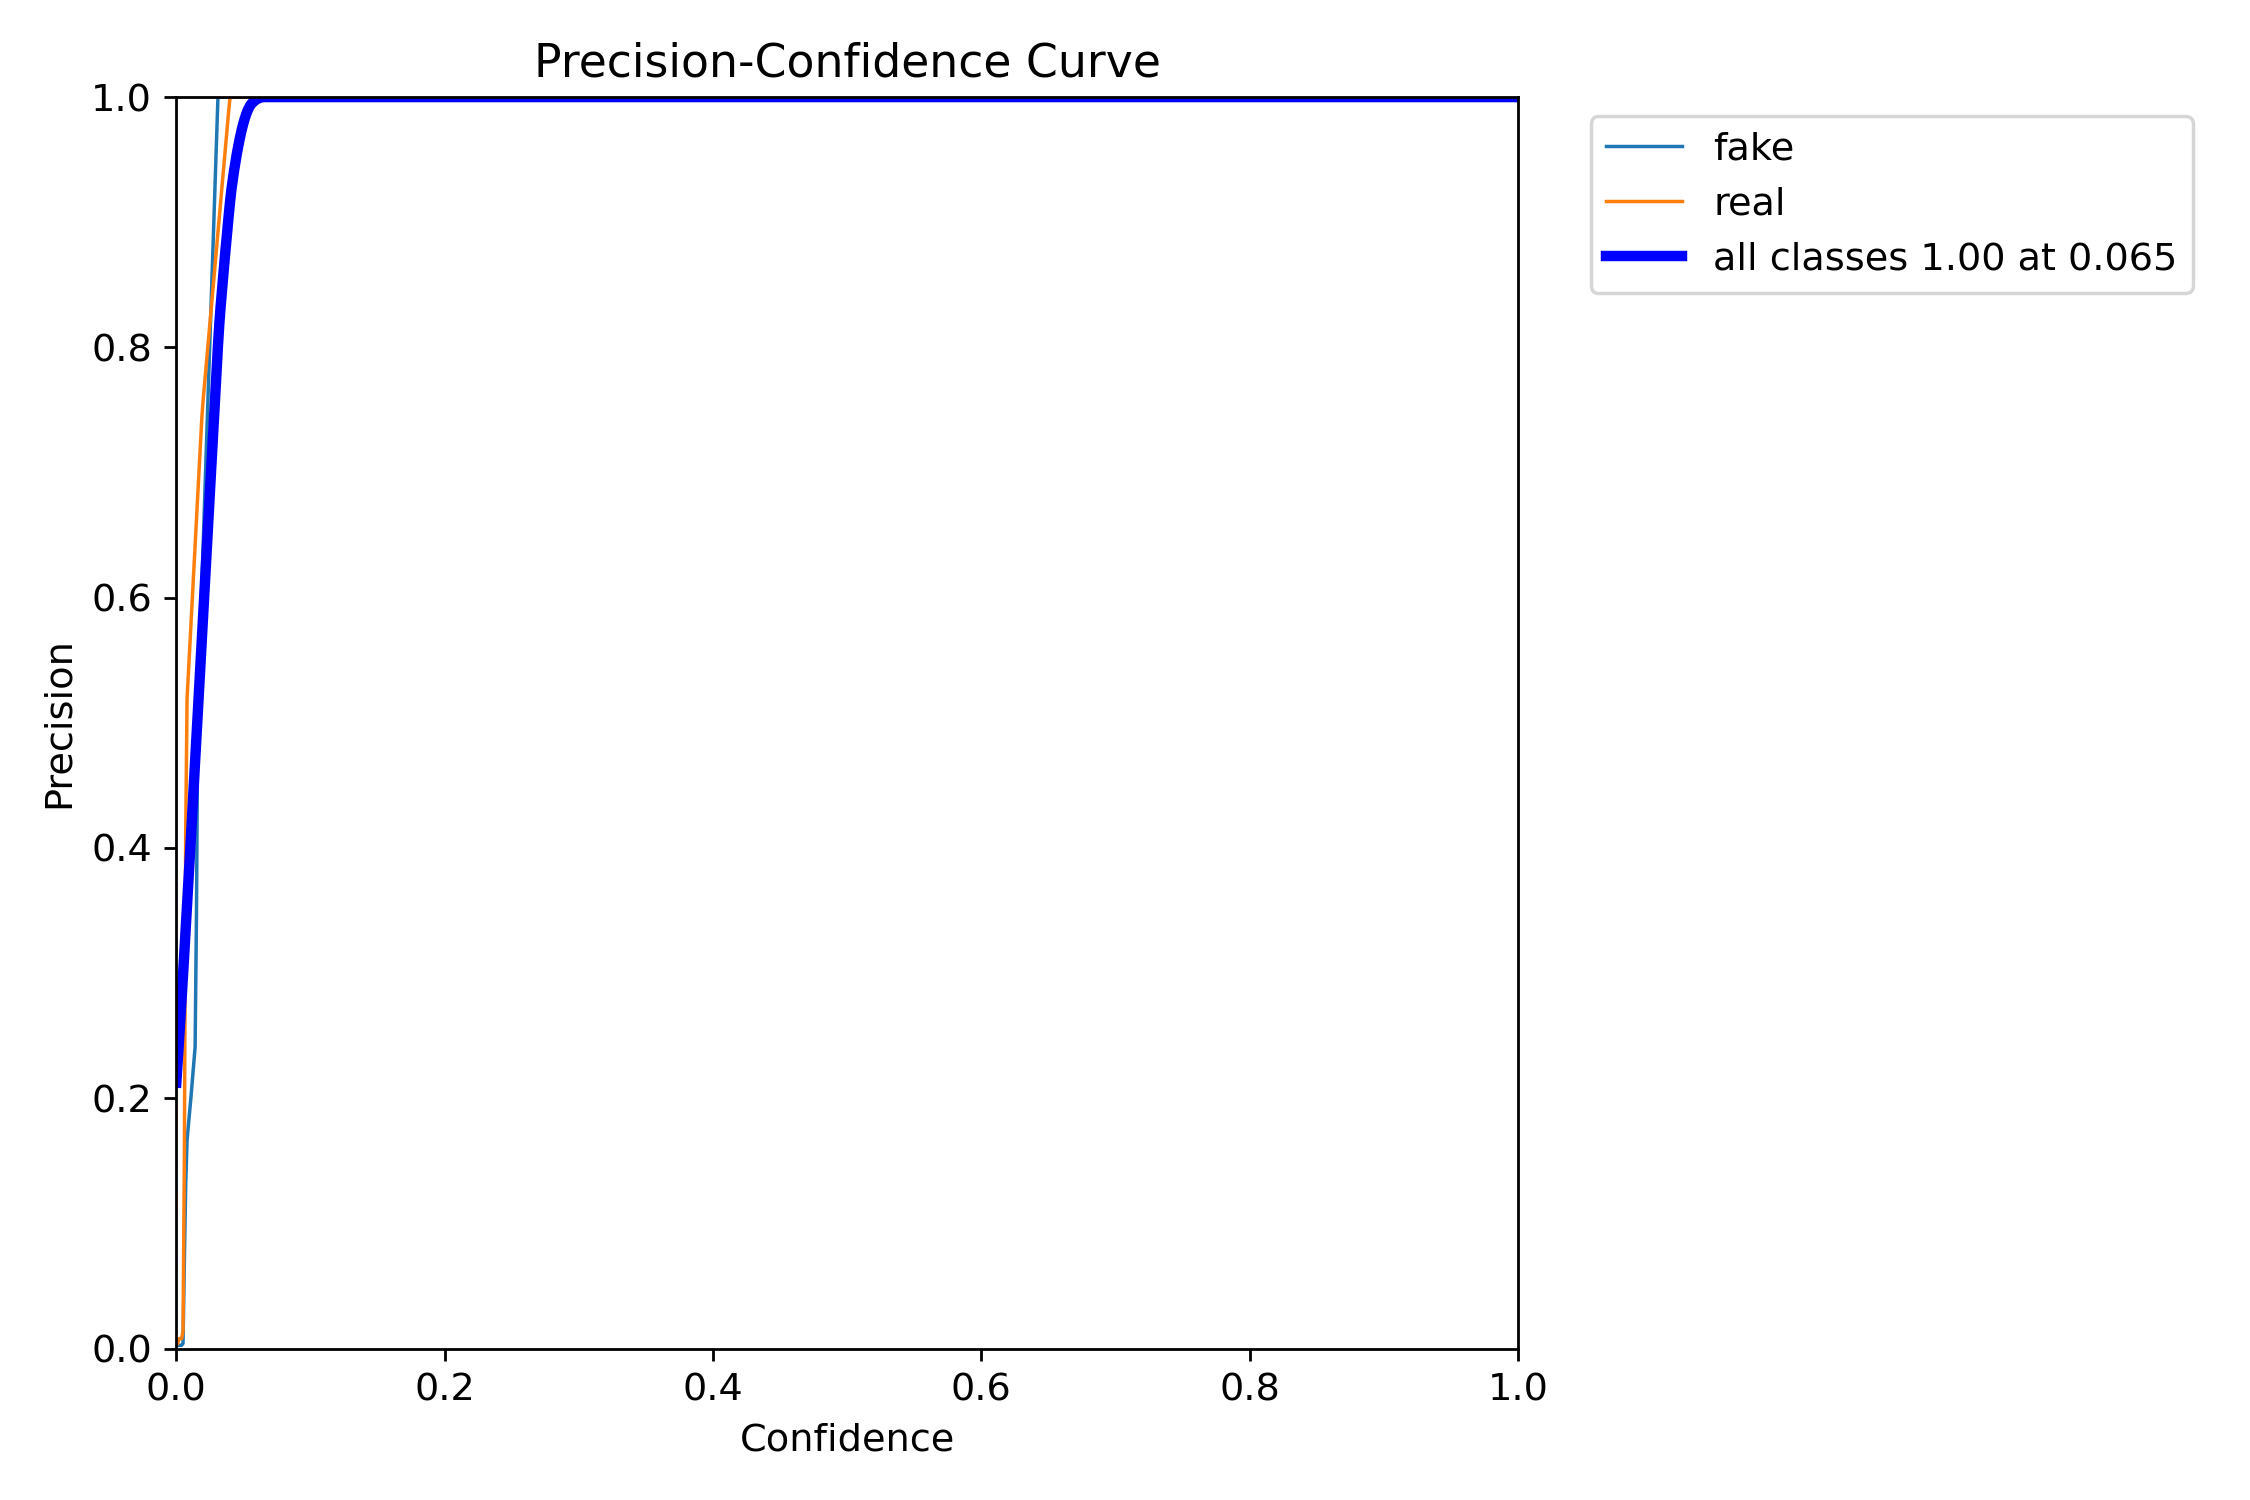 Precision-Confidence Curve
1.0
0.8
0.6
0.4
0.2
0.0
Precision
0.0 0.2 0.4 0.6 0.8 1.0
Confidence
fake
real
all classes 1.00 at 0.065